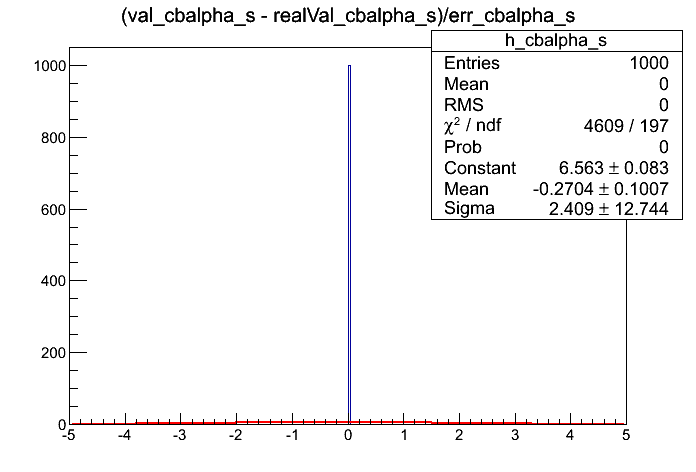 (val_cbalpha_s - realVal_cbalpha_s)/err_cbalpha_s
h_cbalpha_s
Entries 1000
Mean 0
RMS 0
χ² / ndf 4609 / 197
Prob 0
Constant 6.563 ± 0.083
Mean -0.2704 ± 0.1007
Sigma 2.409 ± 12.744
1000
800
600
400
200
0
-5 -4 -3 -2 -1 0 1 2 3 4 5